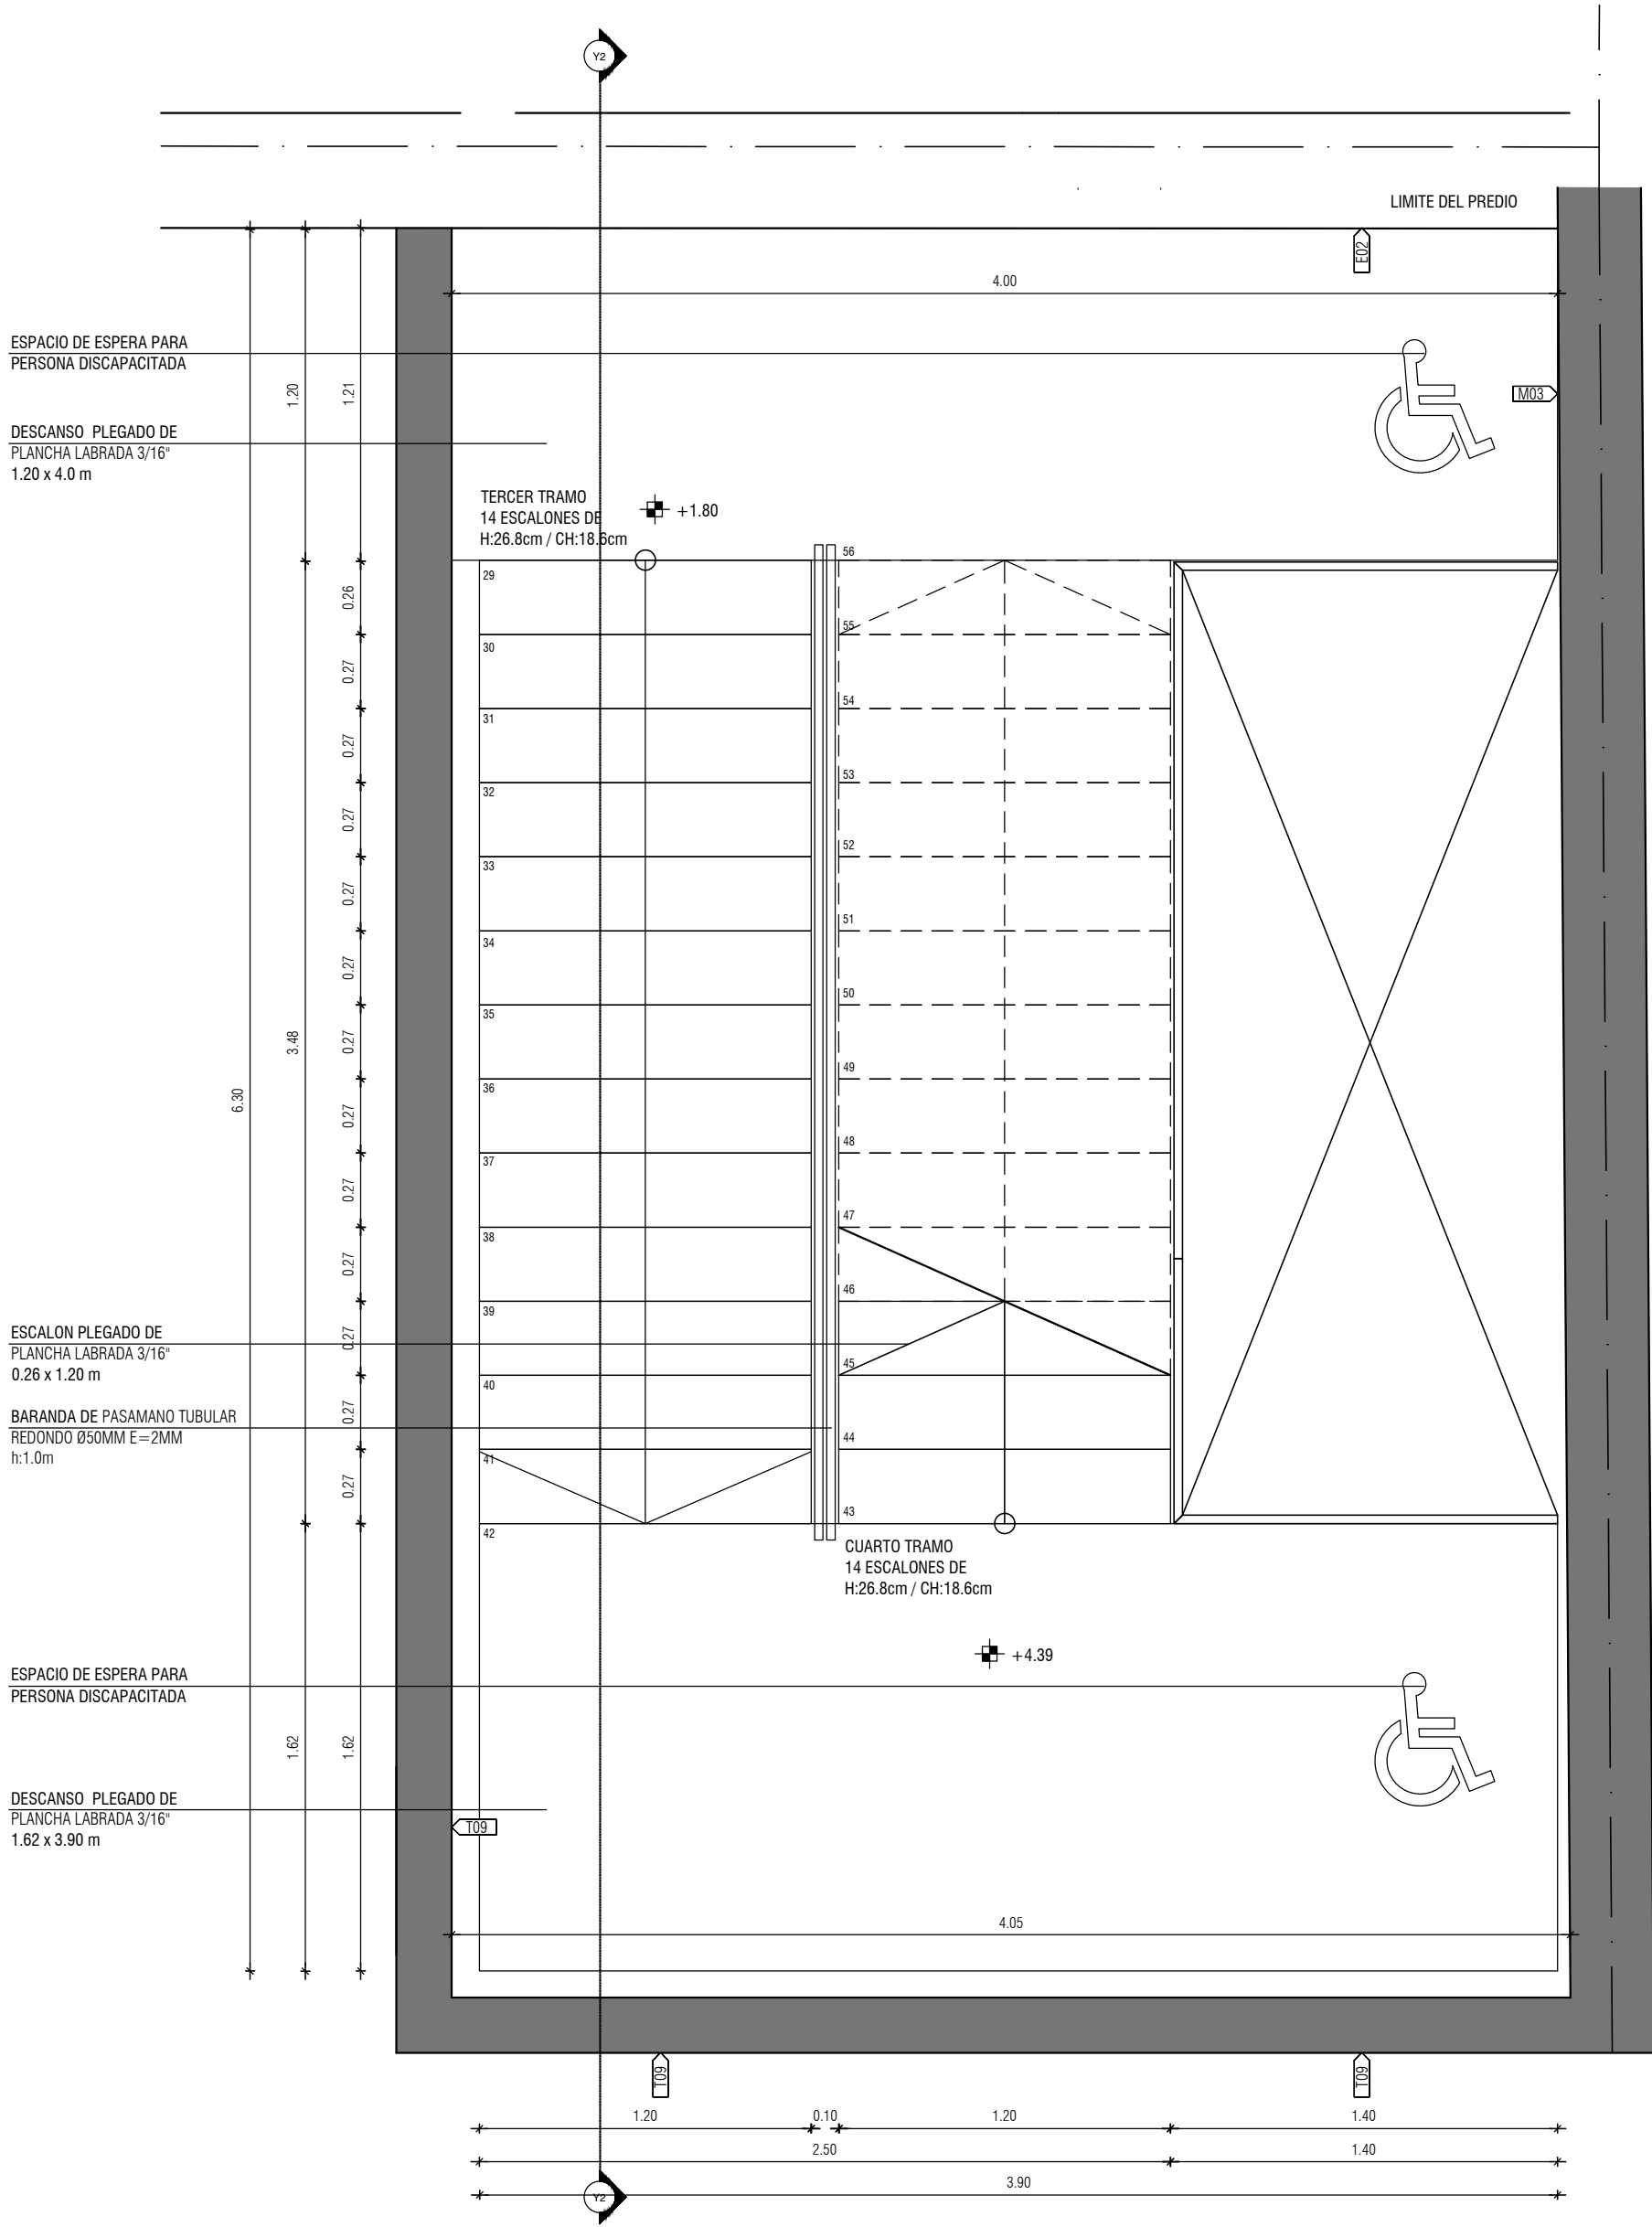 Y2
LIMITE DEL PREDIO
E02
4.00
ESPACIO DE ESPERA PARA
PERSONA DISCAPACITADA
1.20
1.21
M03
DESCANSO PLEGADO DE
PLANCHA LABRADA 3/16"
1.20 x 4.0 m
TERCER TRAMO
14 ESCALONES DE
H:26.8cm / CH:18.6cm
+1.80
56
29
0.26
55
30
0.27
54
31
0.27
53
32
0.27
52
33
0.27
51
34
0.27
50
35
0.27
3.48
49
36
6.30
0.27
48
37
0.27
47
38
0.27
46
39
ESCALON PLEGADO DE
PLANCHA LABRADA 3/16"
0.26 x 1.20 m
0.27
45
40
BARANDA DE PASAMANO TUBULAR
REDONDO Ø50MM E=2MM
h:1.0m
0.27
44
41
0.27
43
42
CUARTO TRAMO
14 ESCALONES DE
H:26.8cm / CH:18.6cm
+4.39
ESPACIO DE ESPERA PARA
PERSONA DISCAPACITADA
1.62
1.62
DESCANSO PLEGADO DE
PLANCHA LABRADA 3/16"
1.62 x 3.90 m
T09
4.05
T09
T09
1.20
0.10
1.20
1.40
2.50
1.40
3.90
Y2